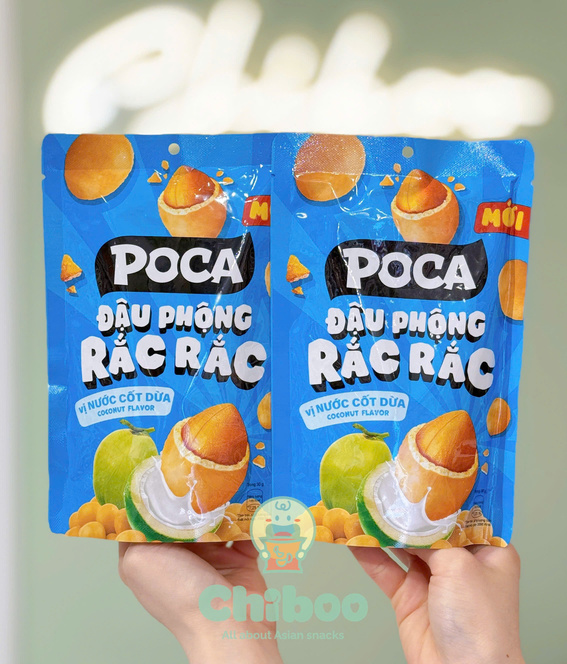 Chiboo
MỚI
POCA
ĐẬU PHỘNG
RẮC RẮC
VỊ NƯỚC CỐT DỪA
COCONUT FLAVOR
MỚI
POCA
ĐẬU PHỘNG
RẮC RẮC
VỊ NƯỚC CỐT DỪA
COCONUT FLAVOR
Chiboo
All about Asian snacks